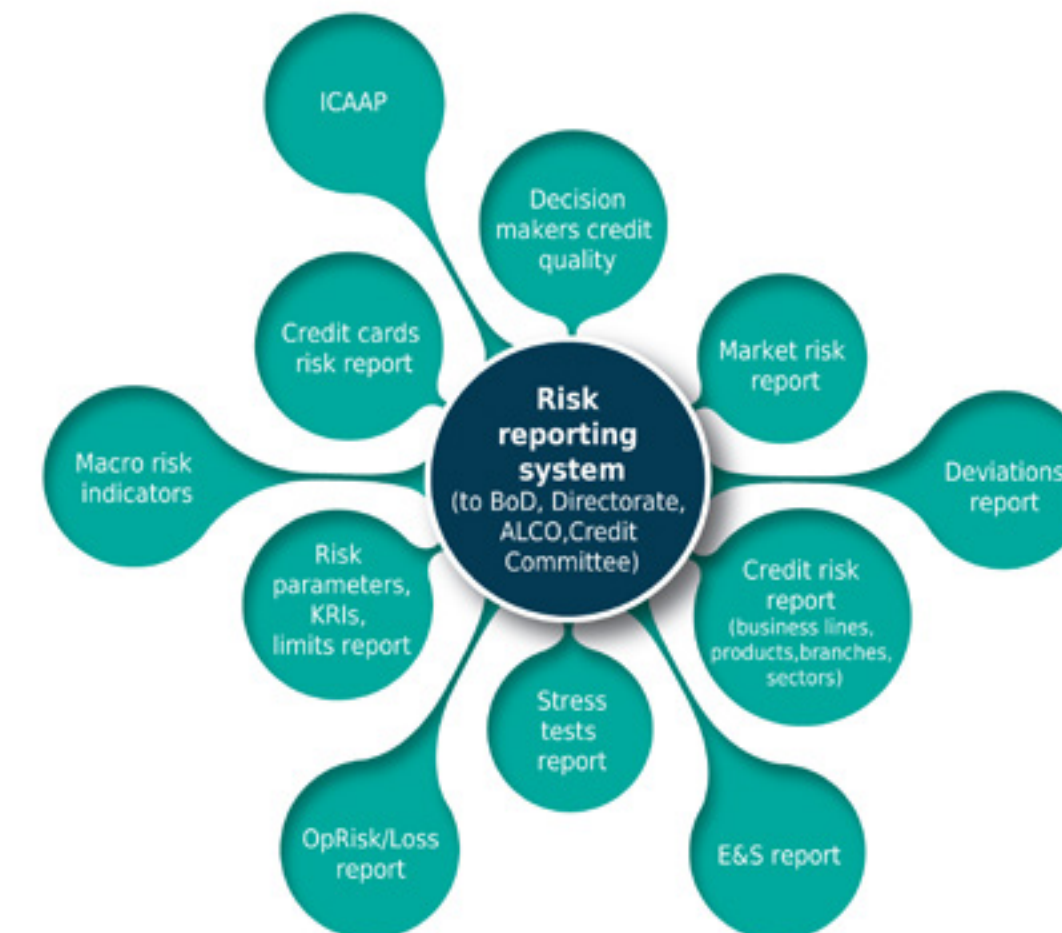 ICAAP
Decision
makers credit
quality
Credit cards
risk report
Market risk
report
Risk
reporting
system
(to BoD, Directorate,
ALCO,Credit
Committee)
Macro risk
indicators
Deviations
report
Risk
parameters,
KRIs,
limits report
Credit risk
report
(business lines,
products,branches,
sectors)
Stress
tests
report
OpRisk/Loss
report
E&S report